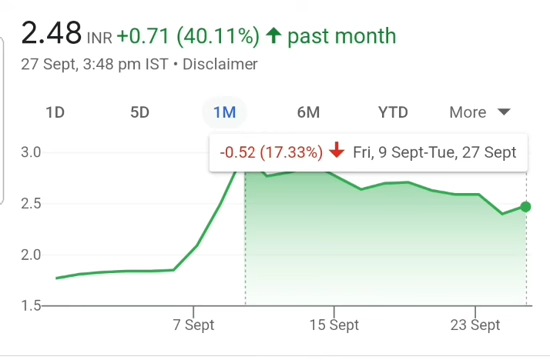 2.48 INR +0.71 (40.11%) ↑ past month
27 Sept, 3:48 pm IST • Disclaimer
1D 5D 1M 6M YTD More
-0.52 (17.33%) ↓ Fri, 9 Sept-Tue, 27 Sept
3.0
2.5
2.0
1.5
7 Sept 15 Sept 23 Sept